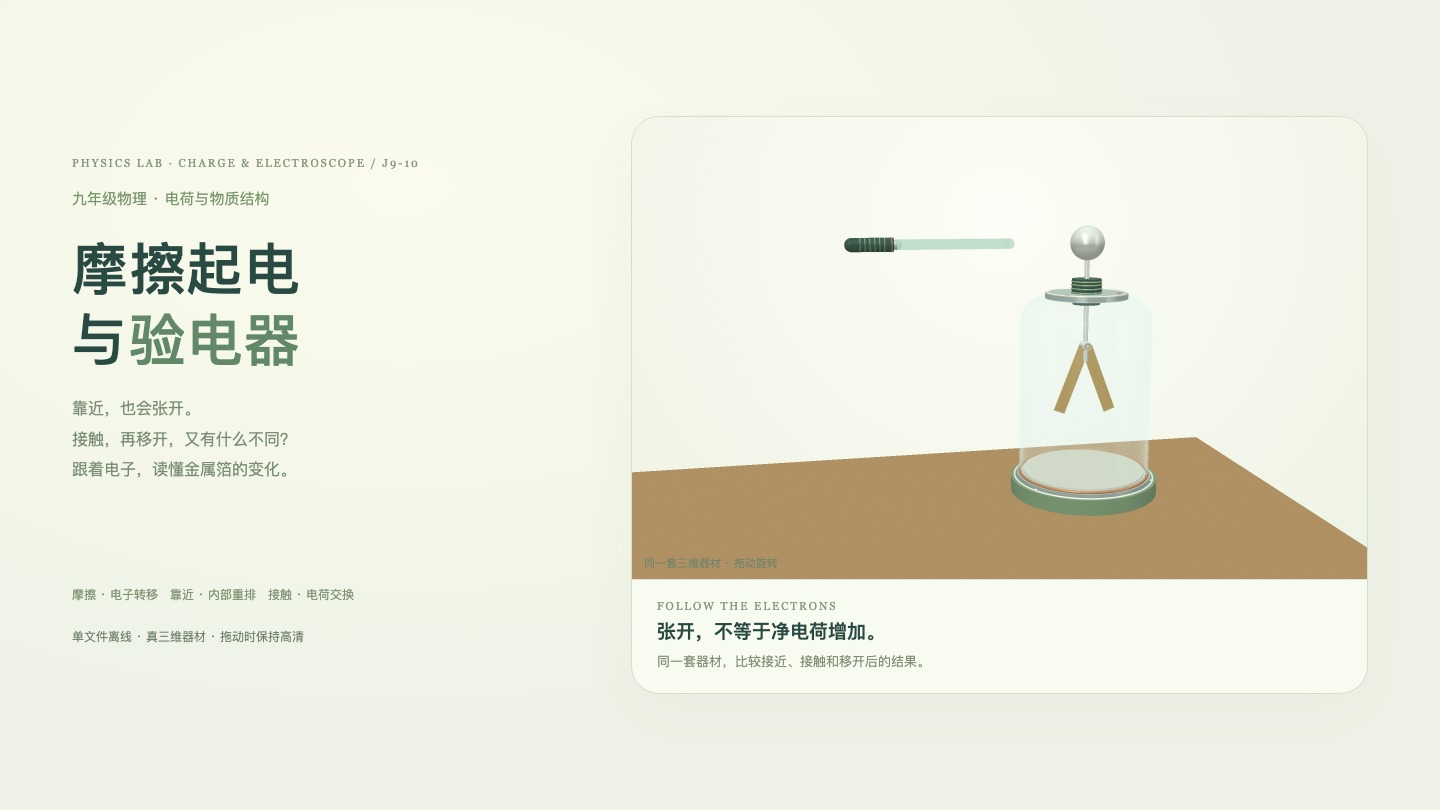 PHYSICS LAB · CHARGE & ELECTROSCOPE / J9-10
九年级物理 · 电荷与物质结构
摩擦起电
与验电器
靠近，也会张开。
接触，再移开，又有什么不同？
跟着电子，读懂金属箔的变化。
摩擦 · 电子转移 靠近 · 内部重排 接触 · 电荷交换
单文件离线 · 真三维器材 · 拖动时保持高清
同一套三维器材 · 拖动旋转
FOLLOW THE ELECTRONS
张开，不等于净电荷增加。
同一套器材，比较接近、接触和移开后的结果。